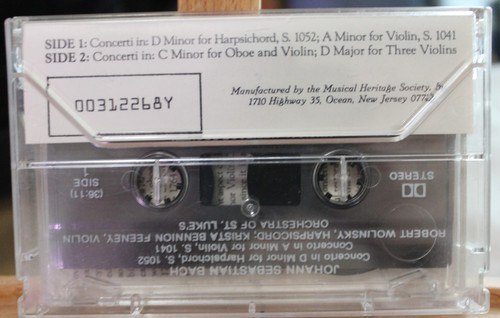 SIDE 1: Concerti in: D Minor for Harpsichord, S. 1052; A Minor for Violin, S. 1041
SIDE 2: Concerti in: C Minor for Oboe and Violin; D Major for Three Violins
00312268Y
Manufactured by the Musical Heritage Society,
1710 Highway 35, Ocean, New Jersey
JOHANN SEBASTIAN BACH
Concerto in D Minor for Harpsichord, S. 1052
Concerto in A Minor for Violin, S. 1041
ROBERT WOLINSKY, HARPSICORD; KRISTA BENNION FEENEY, VIOLIN
ORCHESTRA OF ST. LUKE'S
STEREO
SIDE
1
(36:11)